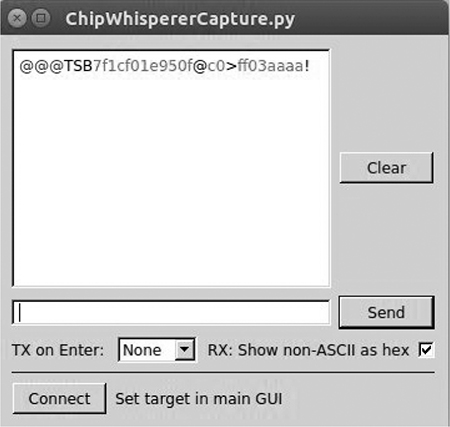 ChipWhispererCapture.py
@@@TSB7f1cf01e950f@c0>ff03aaaa!
Clear
Send
TX on Enter: None RX: Show non-ASCII as hex
Connect Set target in main GUI